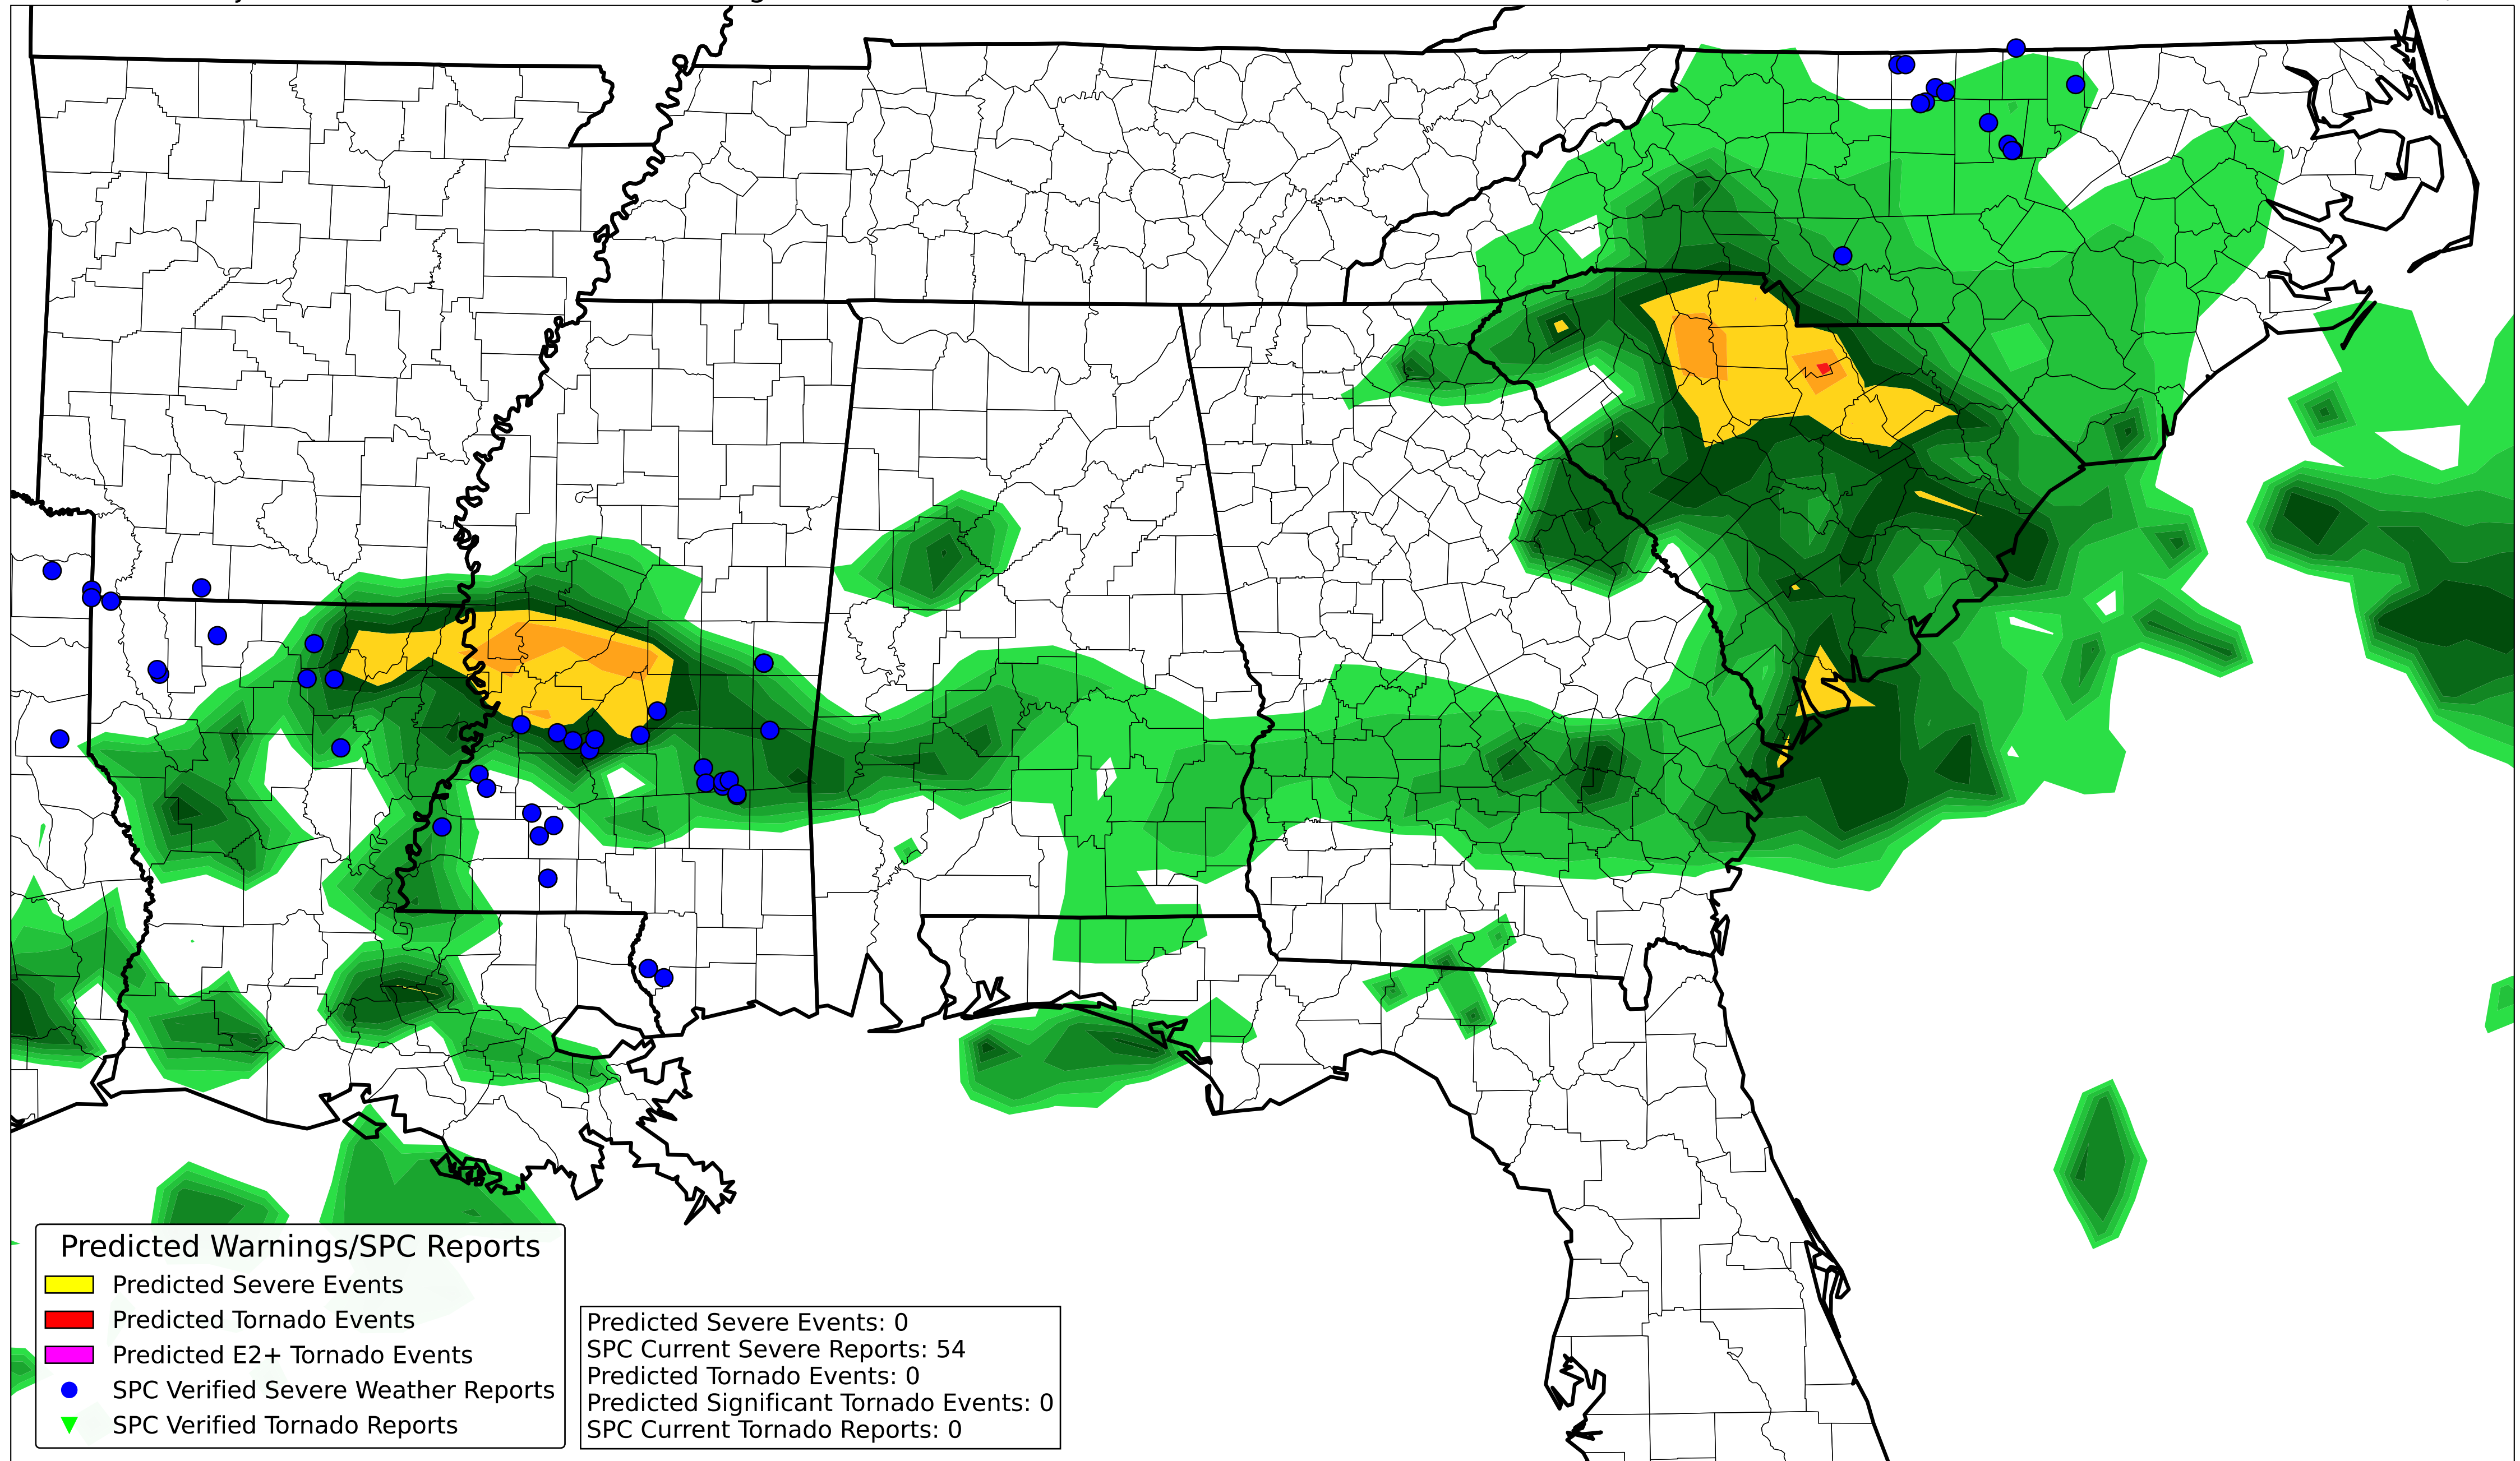 Predicted Warnings/SPC Reports
Predicted Severe Events
Predicted Tornado Events
Predicted E2+ Tornado Events
SPC Verified Severe Weather Reports
SPC Verified Tornado Reports
Predicted Severe Events: 0
SPC Current Severe Reports: 54
Predicted Tornado Events: 0
Predicted Significant Tornado Events: 0
SPC Current Tornado Reports: 0